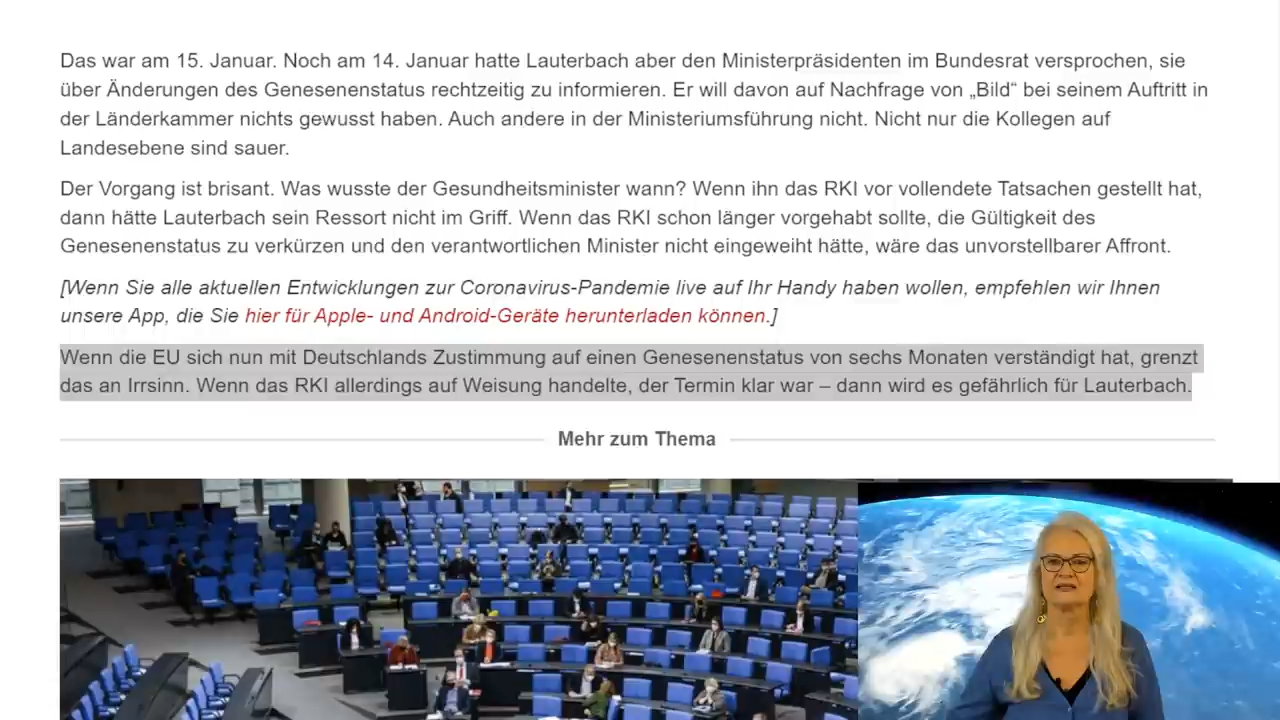 Das war am 15. Januar. Noch am 14. Januar hatte Lauterbach aber den Ministerpräsidenten im Bundesrat versprochen, sie
über Änderungen des Genesenenstatus rechtzeitig zu informieren. Er will davon auf Nachfrage von „Bild“ bei seinem Auftritt in
der Länderkammer nichts gewusst haben. Auch andere in der Ministeriumsführung nicht. Nicht nur die Kollegen auf
Landesebene sind sauer.
Der Vorgang ist brisant. Was wusste der Gesundheitsminister wann? Wenn ihn das RKI vor vollendete Tatsachen gestellt hat,
dann hätte Lauterbach sein Ressort nicht im Griff. Wenn das RKI schon länger vorgehabt sollte, die Gültigkeit des
Genesenenstatus zu verkürzen und den verantwortlichen Minister nicht eingeweiht hätte, wäre das unvorstellbarer Affront.
[Wenn Sie alle aktuellen Entwicklungen zur Coronavirus-Pandemie live auf Ihr Handy haben wollen, empfehlen wir Ihnen
unsere App, die Sie hier für Apple- und Android-Geräte herunterladen können.]
Wenn die EU sich nun mit Deutschlands Zustimmung auf einen Genesenenstatus von sechs Monaten verständigt hat, grenzt
das an Irrsinn. Wenn das RKI allerdings auf Weisung handelte, der Termin klar war – dann wird es gefährlich für Lauterbach.
Mehr zum Thema